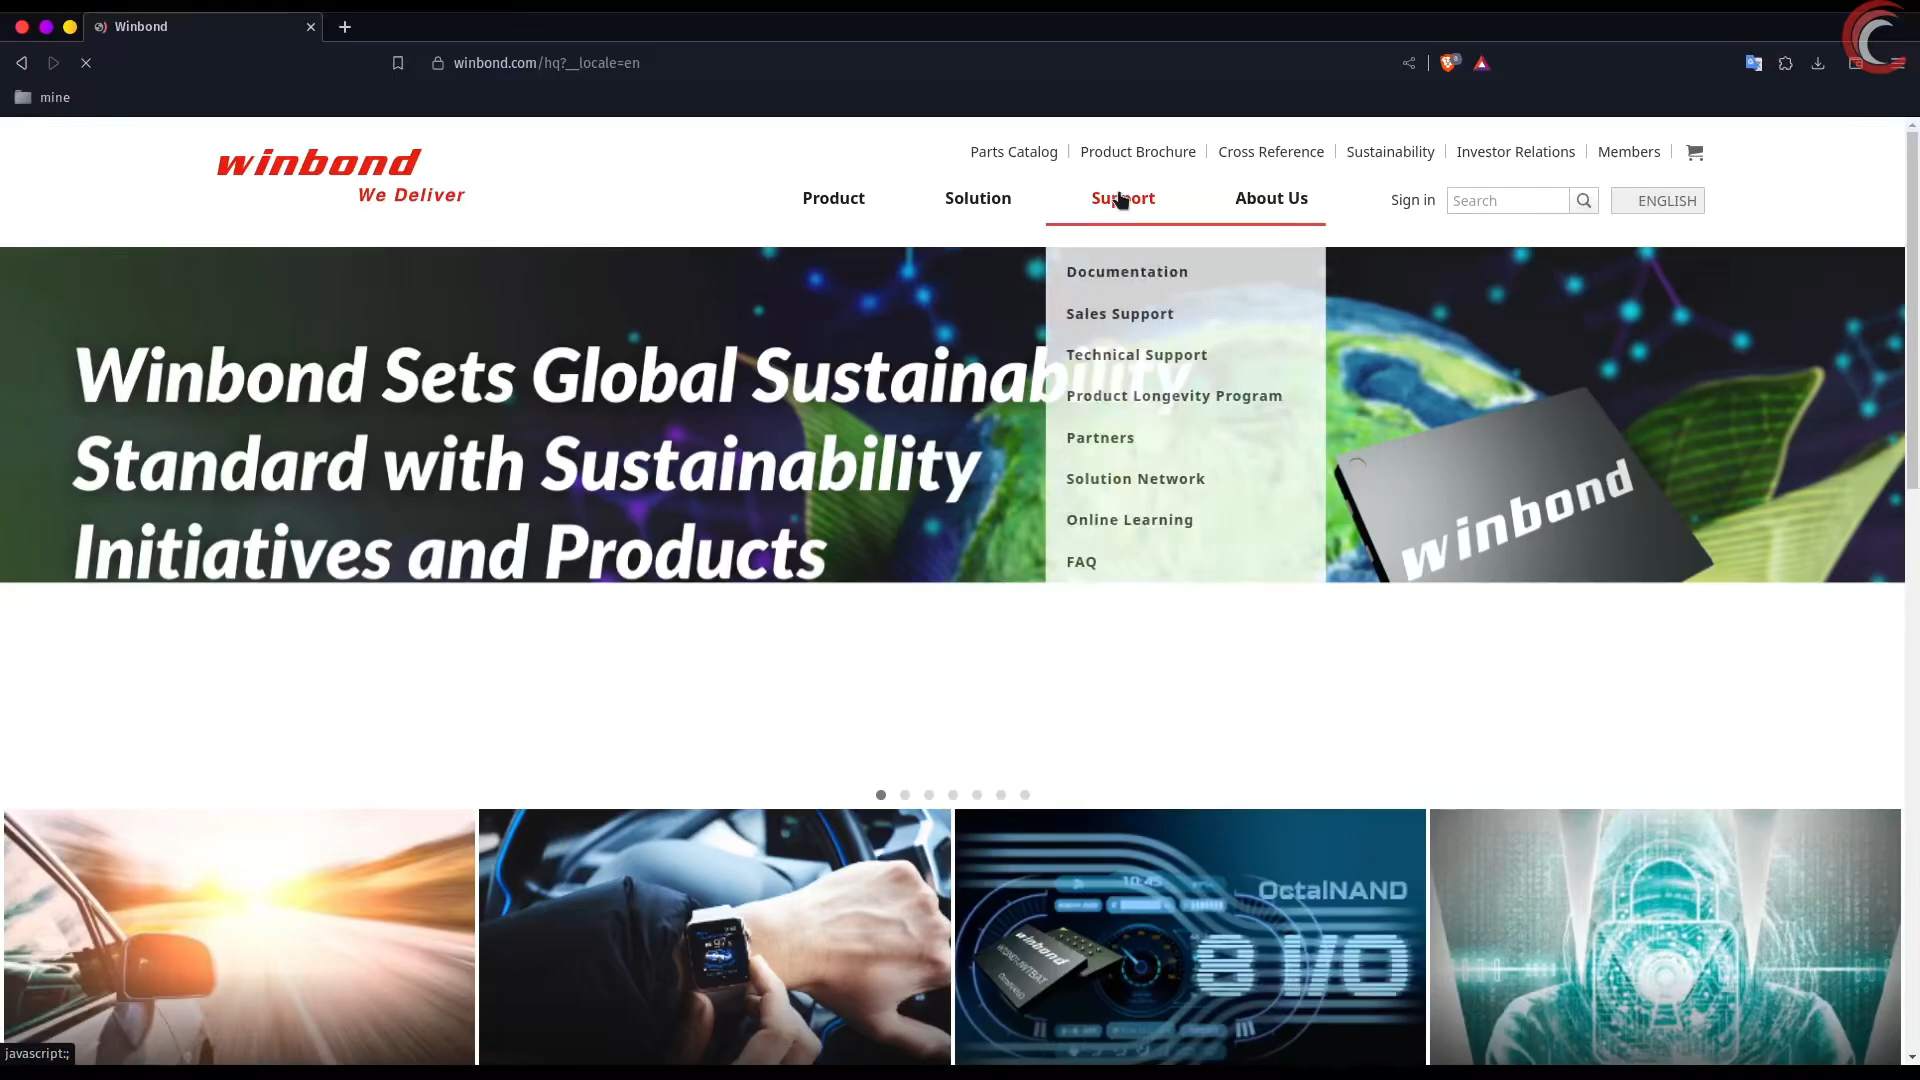 Winbond
winbond.com/hq?__locale=en
mine
winbond
We Deliver
Parts Catalog
Product Brochure
Cross Reference
Sustainability
Investor Relations
Members
Product
Solution
Support
About Us
Sign in
Search
ENGLISH
Winbond Sets Global Sustainability
Standard with Sustainability
Initiatives and Products
Documentation
Sales Support
Technical Support
Product Longevity Program
Partners
Solution Network
Online Learning
FAQ
winbond
OctalNAND
8 I/O
10:45
winbond
javascript:;